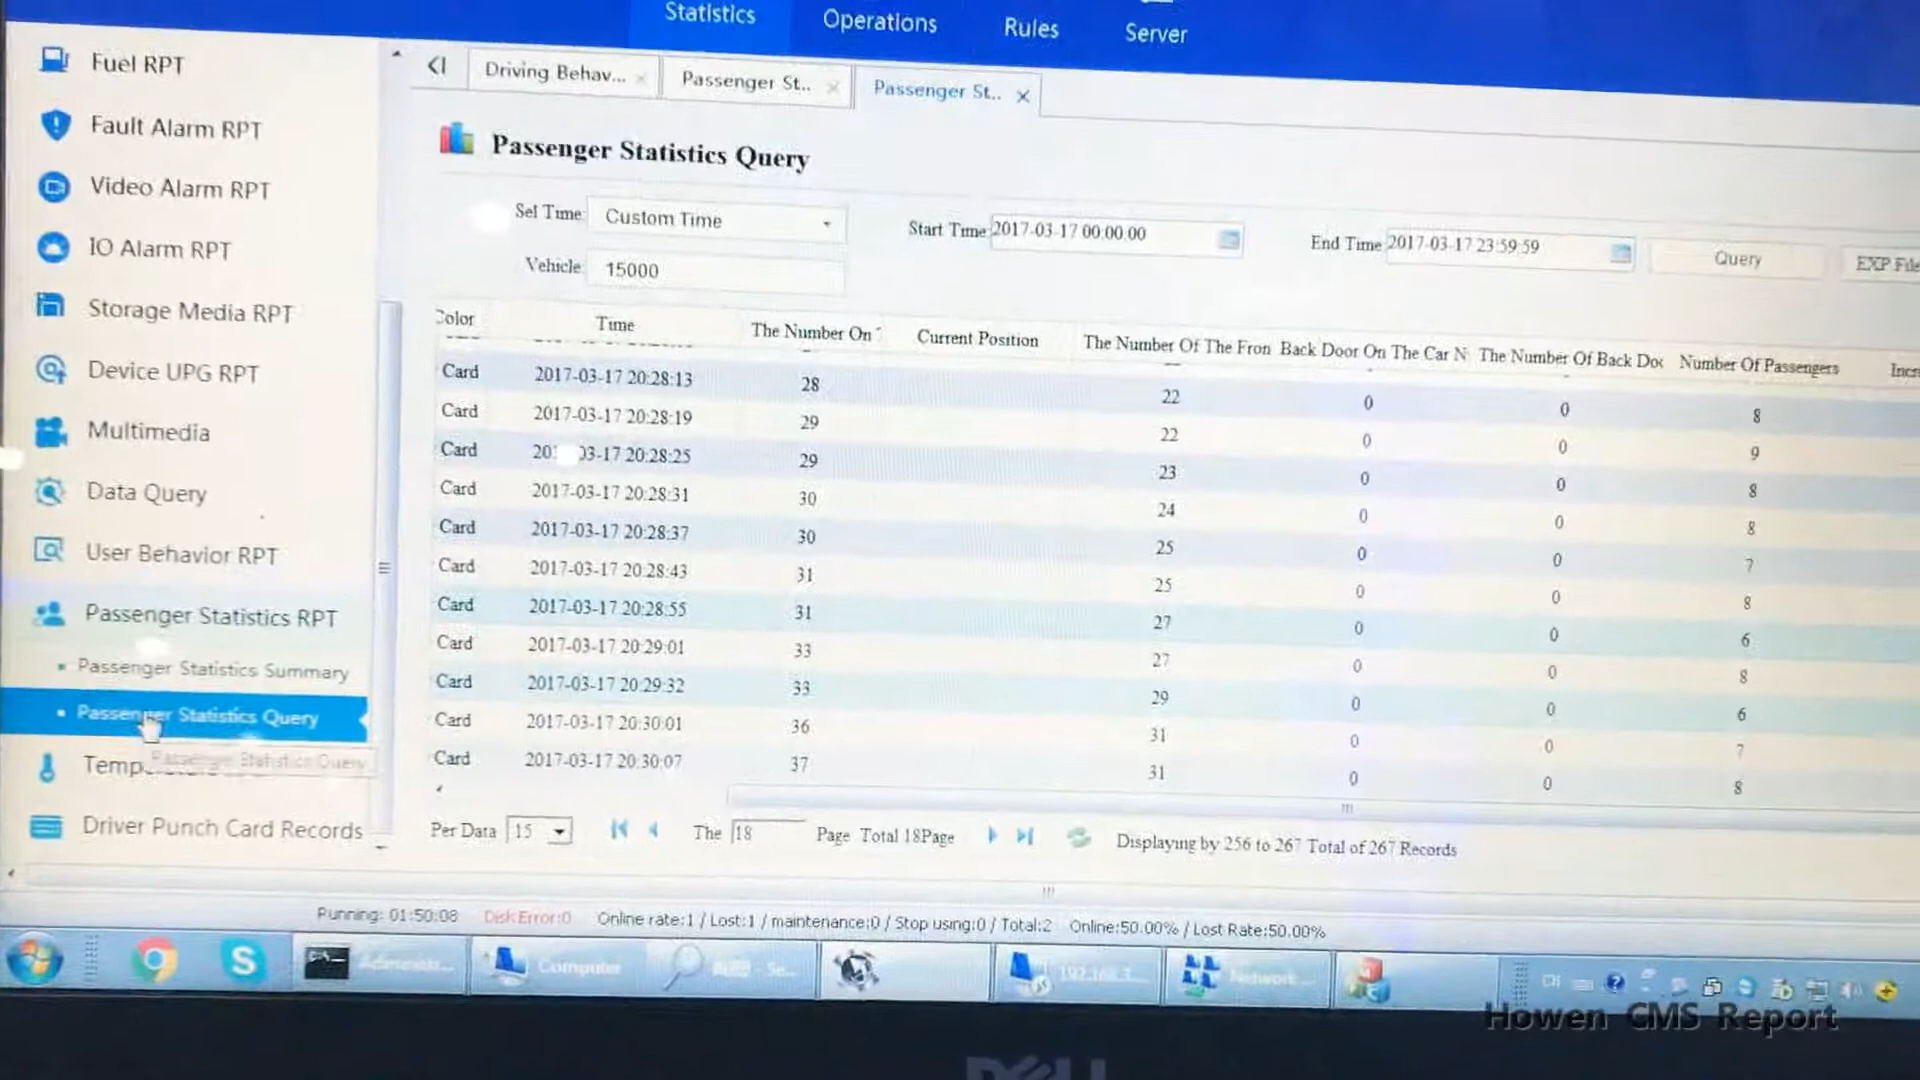 Statistics
Operations
Rules
Server
Fuel RPT
Fault Alarm RPT
Video Alarm RPT
IO Alarm RPT
Storage Media RPT
Device UPG RPT
Multimedia
Data Query
User Behavior RPT
Passenger Statistics RPT
Passenger Statistics Summary
Passenger Statistics Query
Passenger Statistics Query
Driver Punch Card Records
Driving Behav... Passenger St.. Passenger St..
Passenger Statistics Query
Sel Time: Custom Time Start Time 2017-03-17 00:00:00 End Time 2017-03-17 23:59:59 Query EXP File
Vehicle: 15000
Color Time The Number On Current Position The Number Of The Fron Back Door On The Car N The Number Of Back Doo Number Of Passengers Incr
Card 2017-03-17 20:28:13 28 22 0 0 8
Card 2017-03-17 20:28:19 29 22 0 0 9
Card 20 03-17 20:28:25 29 23 0 0 8
Card 2017-03-17 20:28:31 30 24 0 0 8
Card 2017-03-17 20:28:37 30 25 0 0 7
Card 2017-03-17 20:28:43 31 25 0 0 8
Card 2017-03-17 20:28:55 31 27 0 0 6
Card 2017-03-17 20:29:01 33 27 0 0 8
Card 2017-03-17 20:29:32 33 29 0 0 6
Card 2017-03-17 20:30:01 36 31 0 0 7
Card 2017-03-17 20:30:07 37 31 0 0 8
Per Data 15 The 18 Page Total 18Page Displaying by 256 to 267 Total of 267 Records
Running: 01:50:08 Disk Error:0 Online rate:1 / Lost:1 / maintenance:0 / Stop using:0 / Total:2 Online:50.00% / Lost Rate:50.00%
Computer
Network
Howen CMS Report
DELL